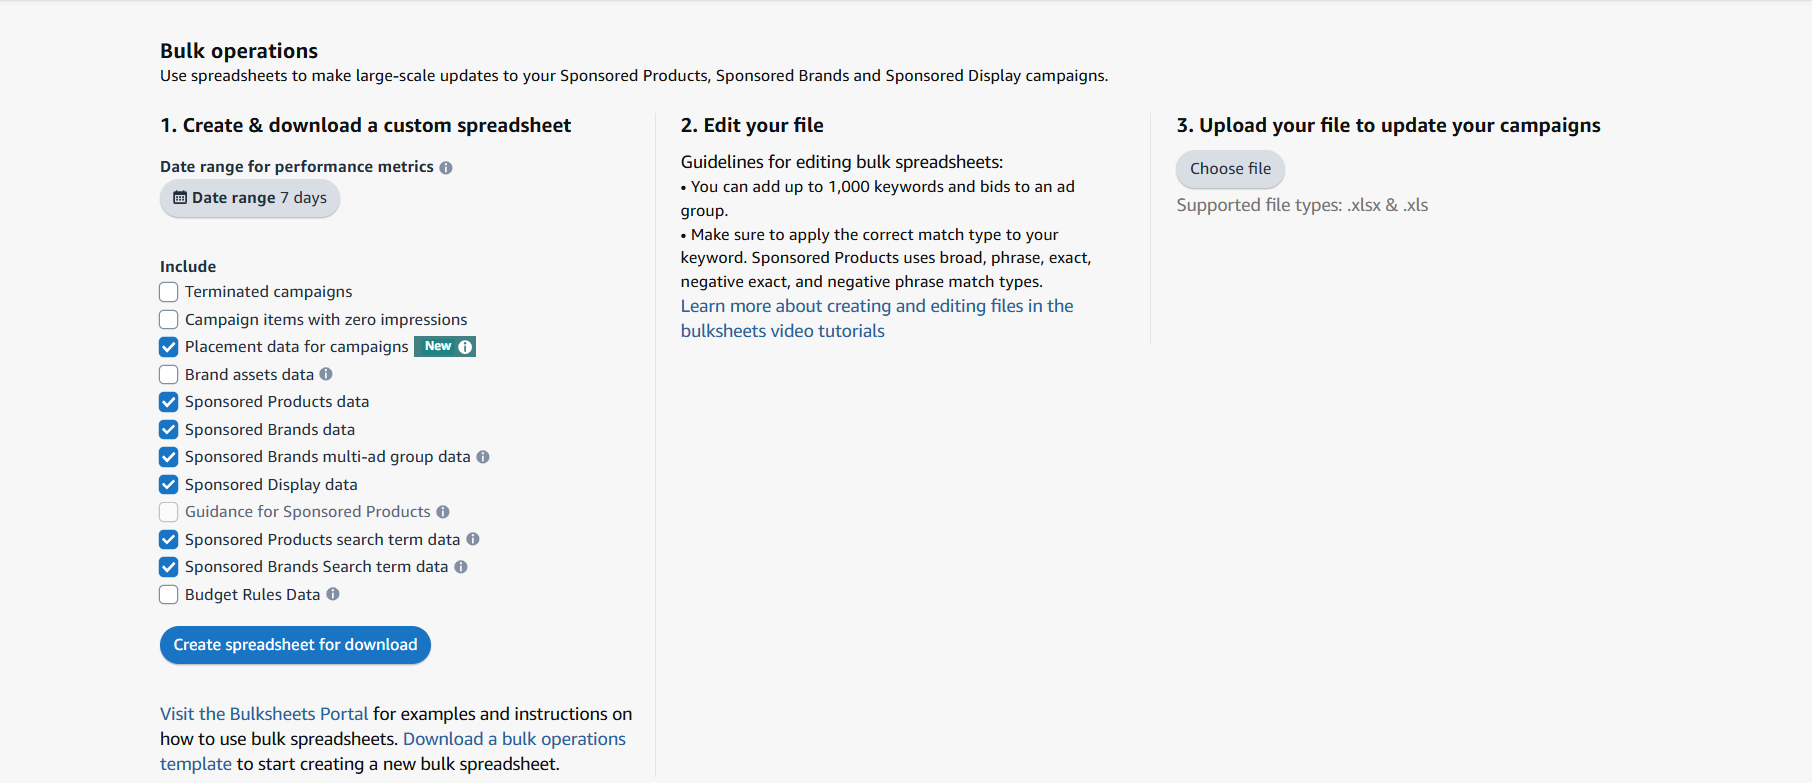 Bulk operations
Use spreadsheets to make large-scale updates to your Sponsored Products, Sponsored Brands and Sponsored Display campaigns.
1. Create & download a custom spreadsheet
Date range for performance metrics
Date range 7 days
Include
Terminated campaigns
Campaign items with zero impressions
Placement data for campaigns New
Brand assets data
Sponsored Products data
Sponsored Brands data
Sponsored Brands multi-ad group data
Sponsored Display data
Guidance for Sponsored Products
Sponsored Products search term data
Sponsored Brands Search term data
Budget Rules Data
Create spreadsheet for download
Visit the Bulksheets Portal for examples and instructions on
how to use bulk spreadsheets. Download a bulk operations
template to start creating a new bulk spreadsheet.
2. Edit your file
Guidelines for editing bulk spreadsheets:
• You can add up to 1,000 keywords and bids to an ad
group.
• Make sure to apply the correct match type to your
keyword. Sponsored Products uses broad, phrase, exact,
negative exact, and negative phrase match types.
Learn more about creating and editing files in the
bulksheets video tutorials
3. Upload your file to update your campaigns
Choose file
Supported file types: .xlsx & .xls